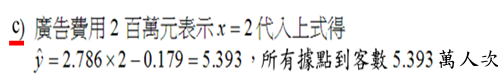 c) 廣告費用 2 百萬元表示 x = 2 代入上式得
ŷ = 2.786×2 − 0.179 = 5.393，所有據點到客數 5.393 萬人次